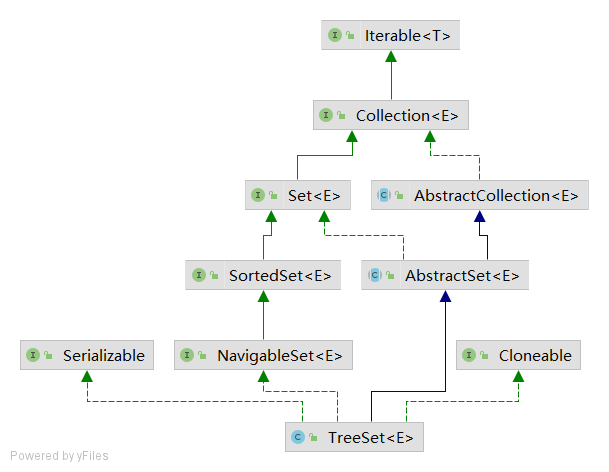 I Iterable<T>
I Collection<E>
I Set<E>
C AbstractCollection<E>
I SortedSet<E>
C AbstractSet<E>
I Serializable
I NavigableSet<E>
I Cloneable
C TreeSet<E>
Powered by yFiles